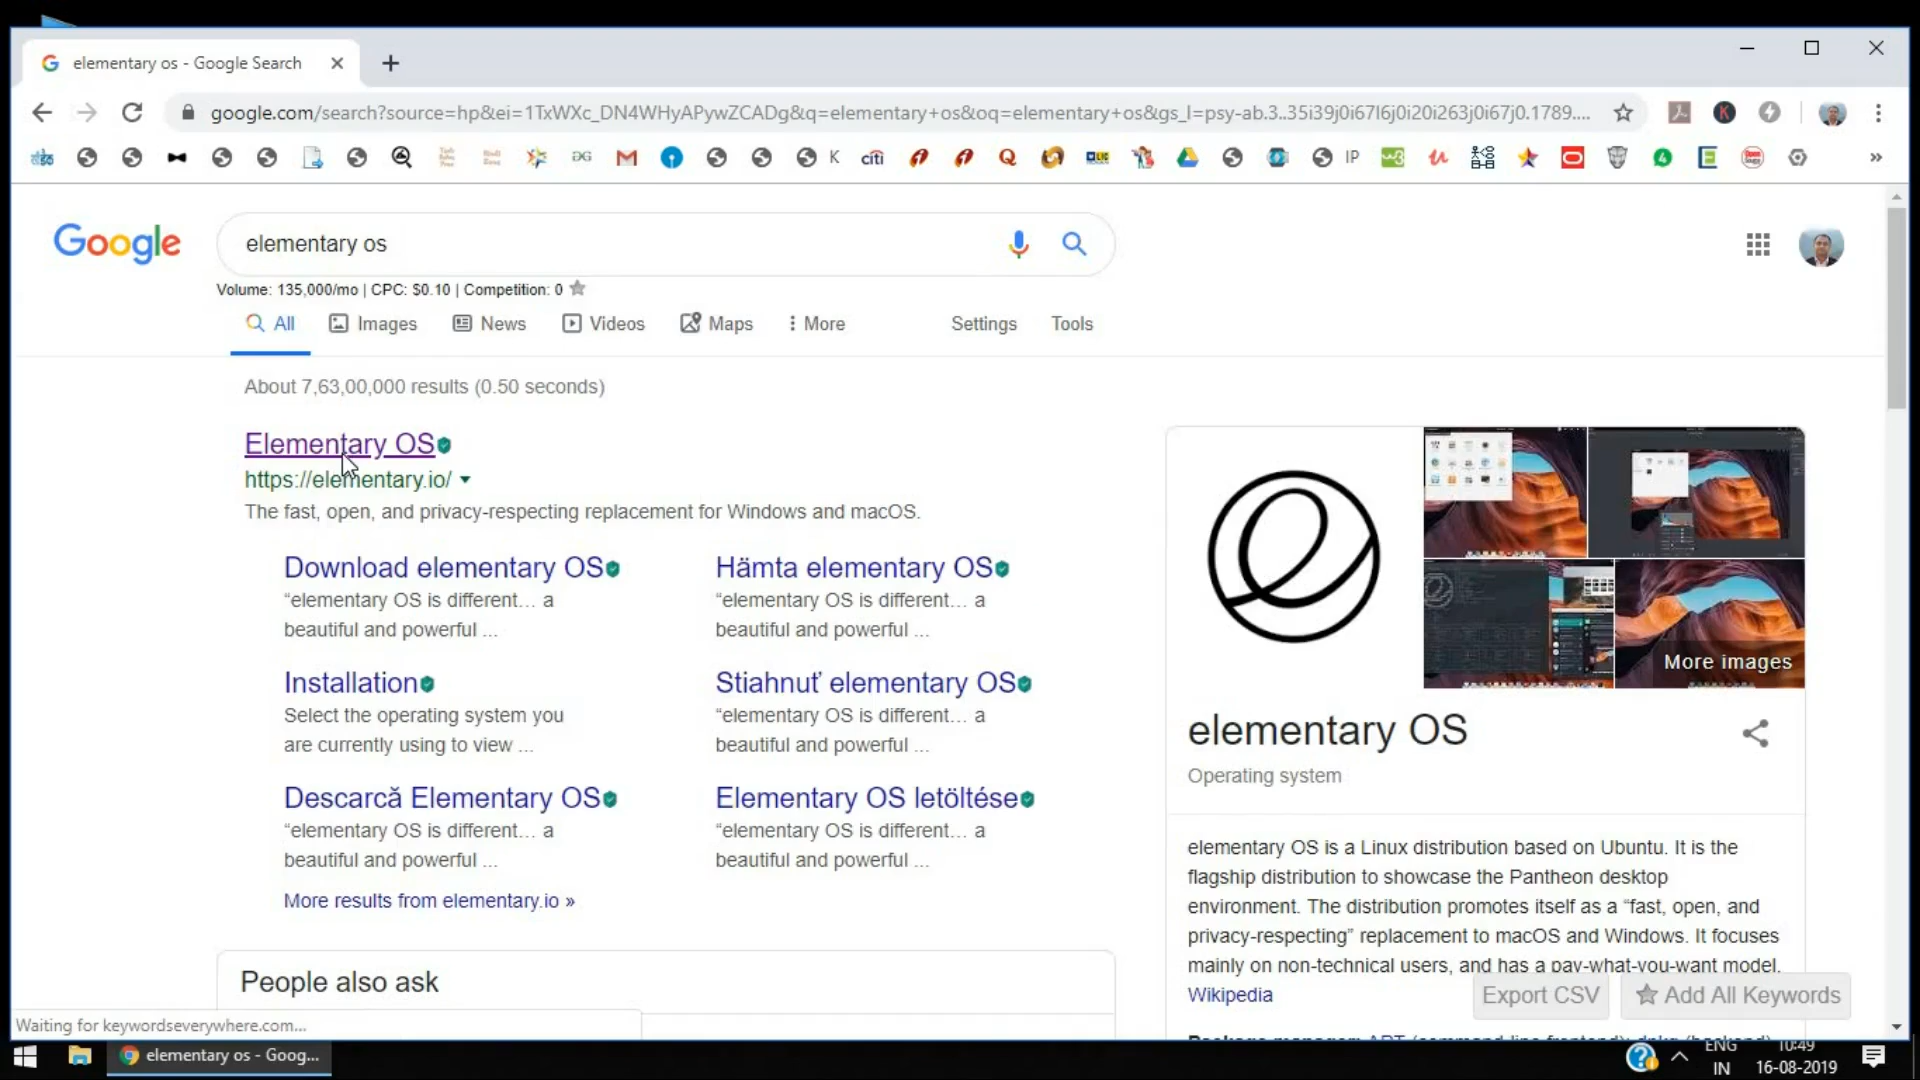 elementary os - Google Search
google.com/search?source=hp&ei=1TxWXc_DN4WHyAPywZCADg&q=elementary+os&oq=elementary+os&gs_l=psy-ab.3..35i39j0i67l6j0i20i263j0i67j0.1789....
K citi IP
Google
elementary os
Volume: 135,000/mo | CPC: $0.10 | Competition: 0
All Images News Videos Maps More Settings Tools
About 7,63,00,000 results (0.50 seconds)
Elementary OS
https://elementary.io/
The fast, open, and privacy-respecting replacement for Windows and macOS.
Download elementary OS
“elementary OS is different… a
beautiful and powerful ...
Hämta elementary OS
“elementary OS is different… a
beautiful and powerful ...
Installation
Select the operating system you
are currently using to view ...
Stiahnuť elementary OS
“elementary OS is different… a
beautiful and powerful ...
Descarcă Elementary OS
“elementary OS is different… a
beautiful and powerful ...
Elementary OS letöltése
“elementary OS is different… a
beautiful and powerful ...
More results from elementary.io »
People also ask
More images
elementary OS
Operating system
elementary OS is a Linux distribution based on Ubuntu. It is the
flagship distribution to showcase the Pantheon desktop
environment. The distribution promotes itself as a “fast, open, and
privacy-respecting” replacement to macOS and Windows. It focuses
mainly on non-technical users, and has a pay-what-you-want model.
Wikipedia
Export CSV
Add All Keywords
Waiting for keywordseverywhere.com...
elementary os - Goog...
ENG
IN
10:49
16-08-2019